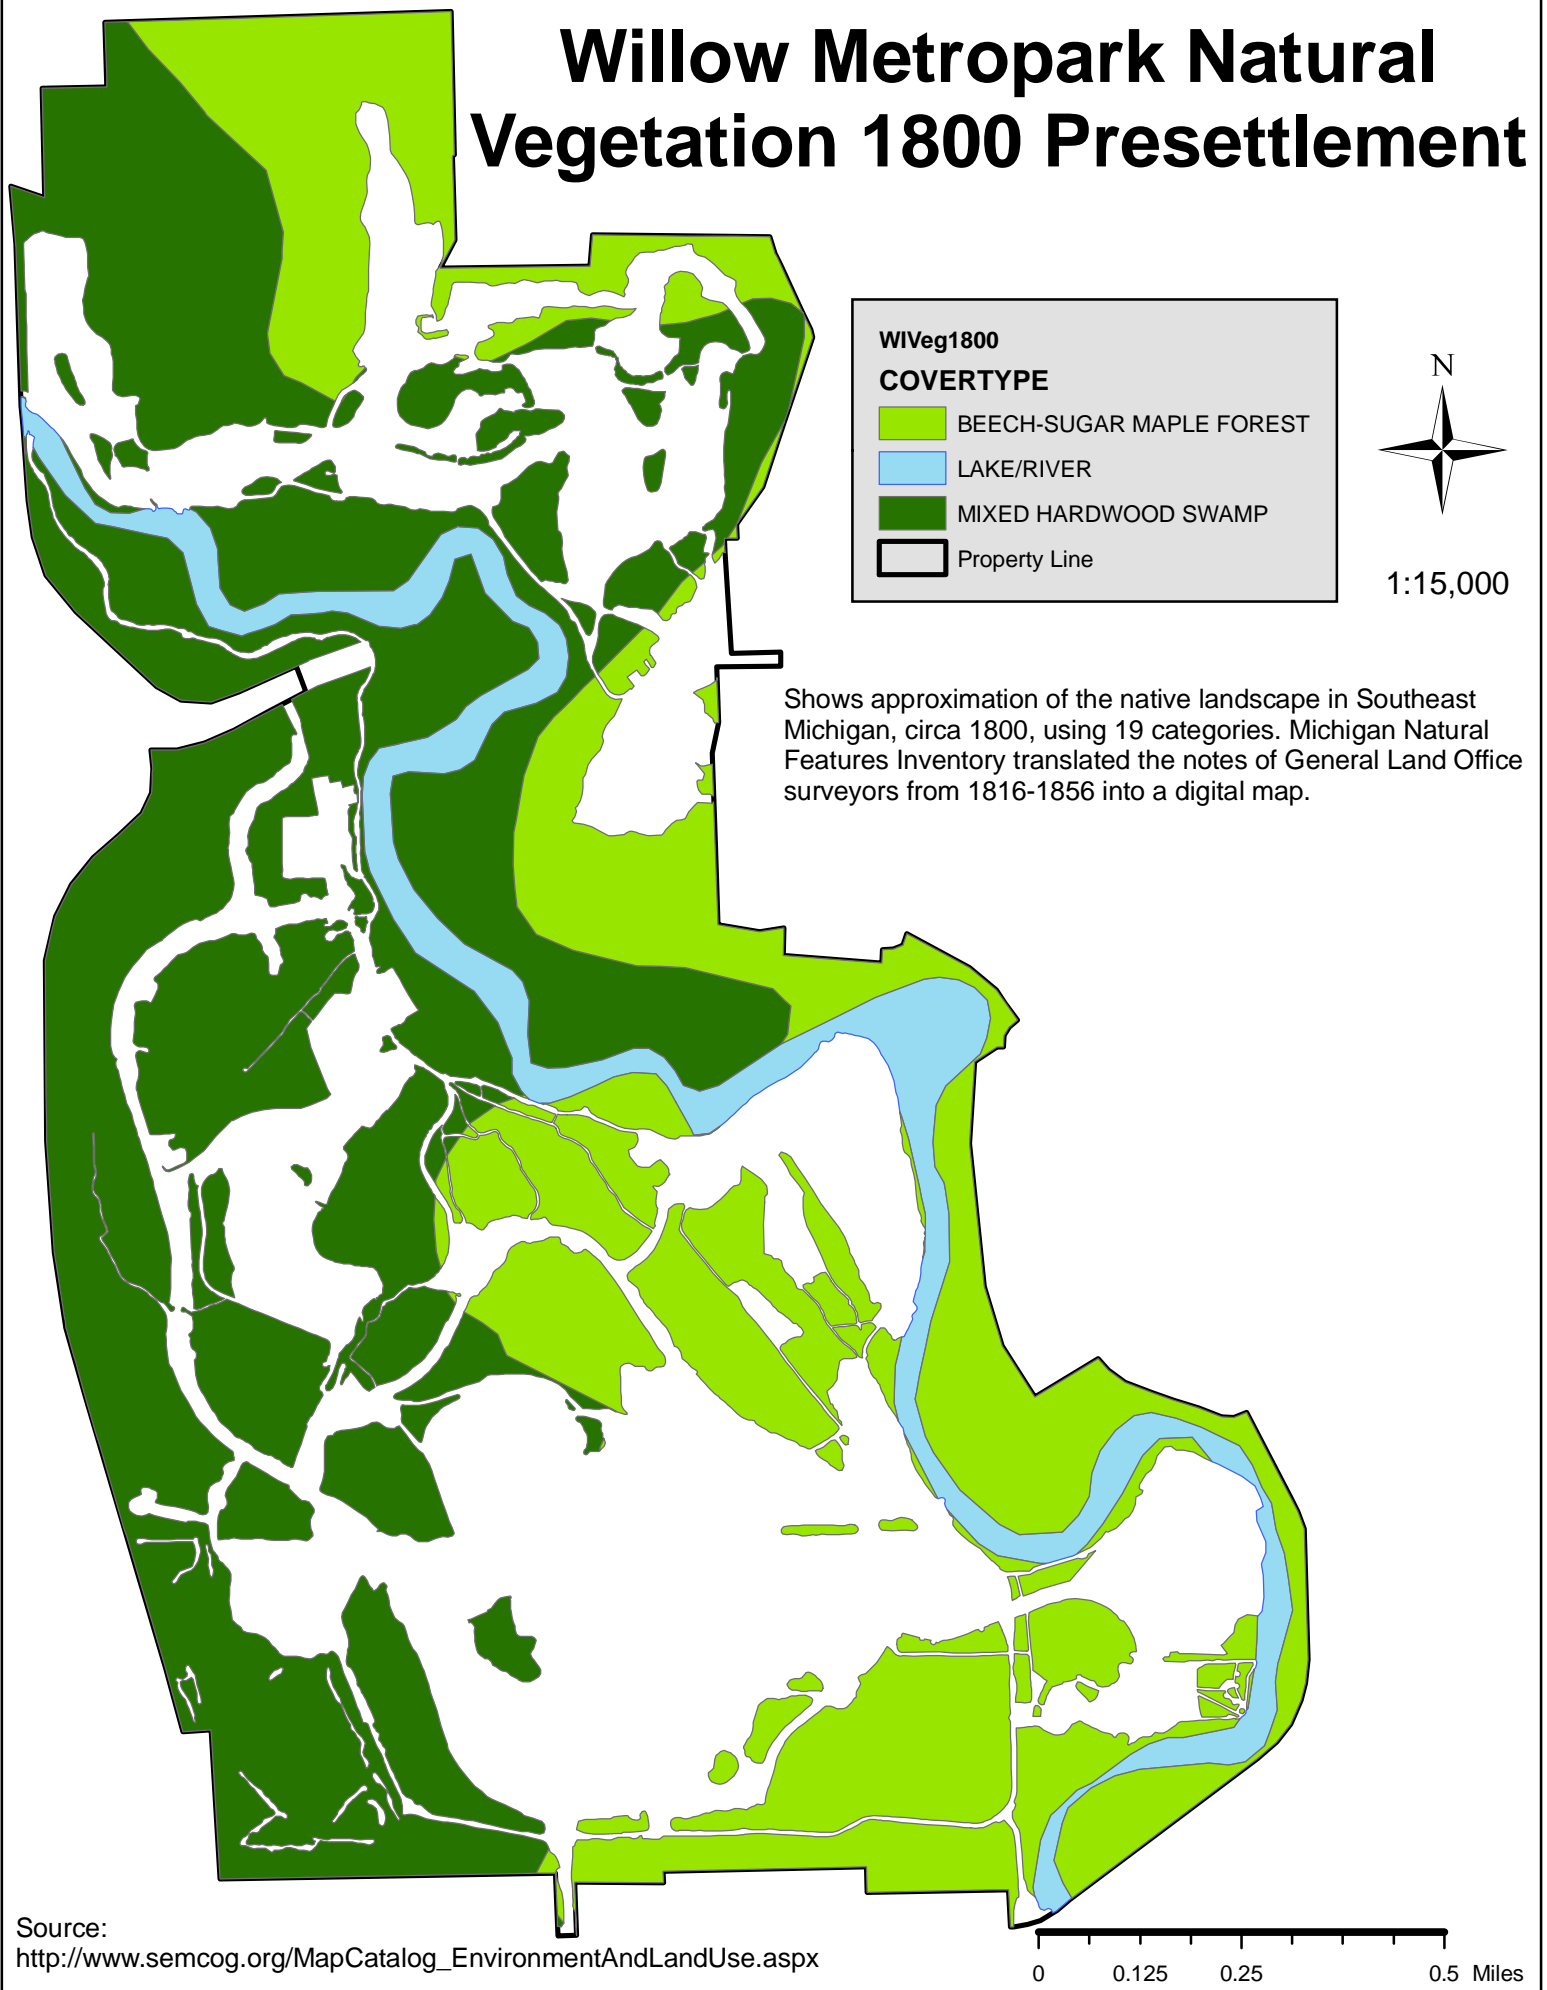 Willow Metropark Natural
Vegetation 1800 Presettlement
WIVeg1800
COVERTYPE
BEECH-SUGAR MAPLE FOREST
LAKE/RIVER
MIXED HARDWOOD SWAMP
Property Line
N
1:15,000
Shows approximation of the native landscape in Southeast
Michigan, circa 1800, using 19 categories. Michigan Natural
Features Inventory translated the notes of General Land Office
surveyors from 1816-1856 into a digital map.
Source:
http://www.semcog.org/MapCatalog_EnvironmentAndLandUse.aspx
0 0.125 0.25 0.5 Miles